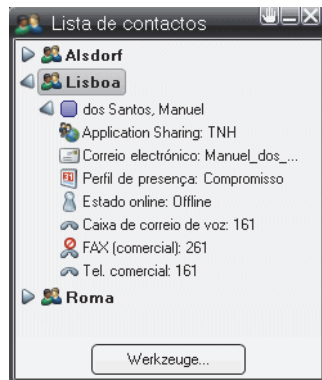 Lista de contactos
Alsdorf
Lisboa
dos Santos, Manuel
Application Sharing: TNH
Correio electrónico: Manuel_dos_...
Perfil de presença: Compromisso
Estado online: Offline
Caixa de correio de voz: 161
FAX (comercial): 261
Tel. comercial: 161
Roma
Werkzeuge...